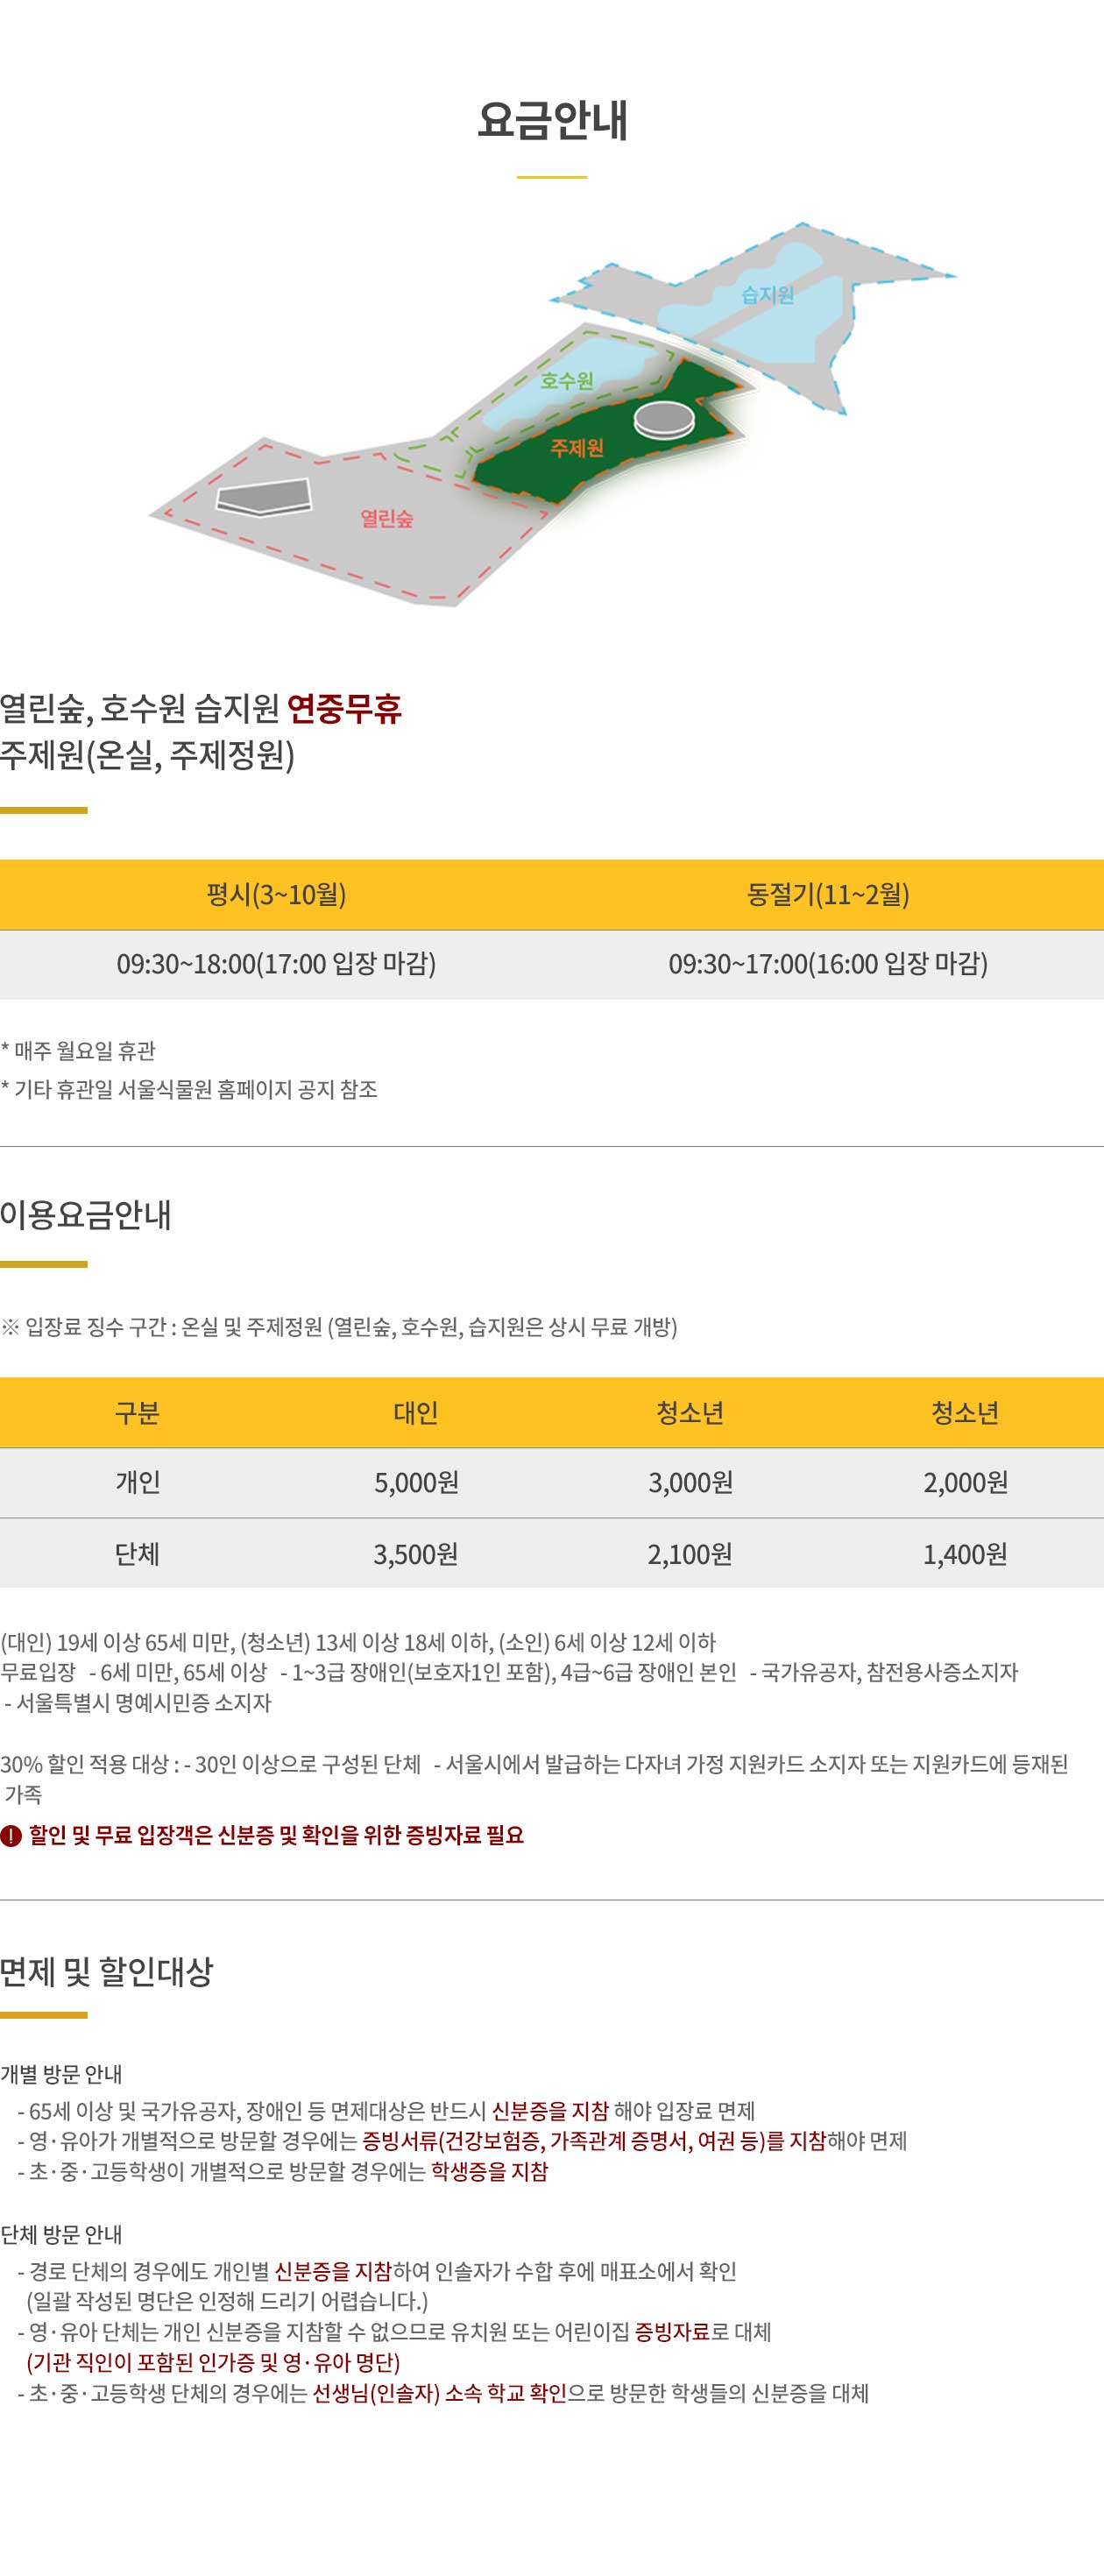 요금안내
습지원
호수원
주제원
열린숲
열린숲, 호수원 습지원 연중무휴
주제원(온실, 주제정원)
평시(3~10월) 동절기(11~2월)
09:30~18:00(17:00 입장 마감) 09:30~17:00(16:00 입장 마감)
* 매주 월요일 휴관
* 기타 휴관일 서울식물원 홈페이지 공지 참조
이용요금안내
※ 입장료 징수 구간 : 온실 및 주제정원 (열린숲, 호수원, 습지원은 상시 무료 개방)
구분 대인 청소년 청소년
개인 5,000원 3,000원 2,000원
단체 3,500원 2,100원 1,400원
(대인) 19세 이상 65세 미만, (청소년) 13세 이상 18세 이하, (소인) 6세 이상 12세 이하
무료입장 - 6세 미만, 65세 이상 - 1~3급 장애인(보호자1인 포함), 4급~6급 장애인 본인 - 국가유공자, 참전용사증소지자
- 서울특별시 명예시민증 소지자
30% 할인 적용 대상 : - 30인 이상으로 구성된 단체 - 서울시에서 발급하는 다자녀 가정 지원카드 소지자 또는 지원카드에 등재된
가족
! 할인 및 무료 입장객은 신분증 및 확인을 위한 증빙자료 필요
면제 및 할인대상
개별 방문 안내
- 65세 이상 및 국가유공자, 장애인 등 면제대상은 반드시 신분증을 지참 해야 입장료 면제
- 영·유아가 개별적으로 방문할 경우에는 증빙서류(건강보험증, 가족관계 증명서, 여권 등)를 지참해야 면제
- 초·중·고등학생이 개별적으로 방문할 경우에는 학생증을 지참
단체 방문 안내
- 경로 단체의 경우에도 개인별 신분증을 지참하여 인솔자가 수합 후에 매표소에서 확인
(일괄 작성된 명단은 인정해 드리기 어렵습니다.)
- 영·유아 단체는 개인 신분증을 지참할 수 없으므로 유치원 또는 어린이집 증빙자료로 대체
(기관 직인이 포함된 인가증 및 영·유아 명단)
- 초·중·고등학생 단체의 경우에는 선생님(인솔자) 소속 학교 확인으로 방문한 학생들의 신분증을 대체